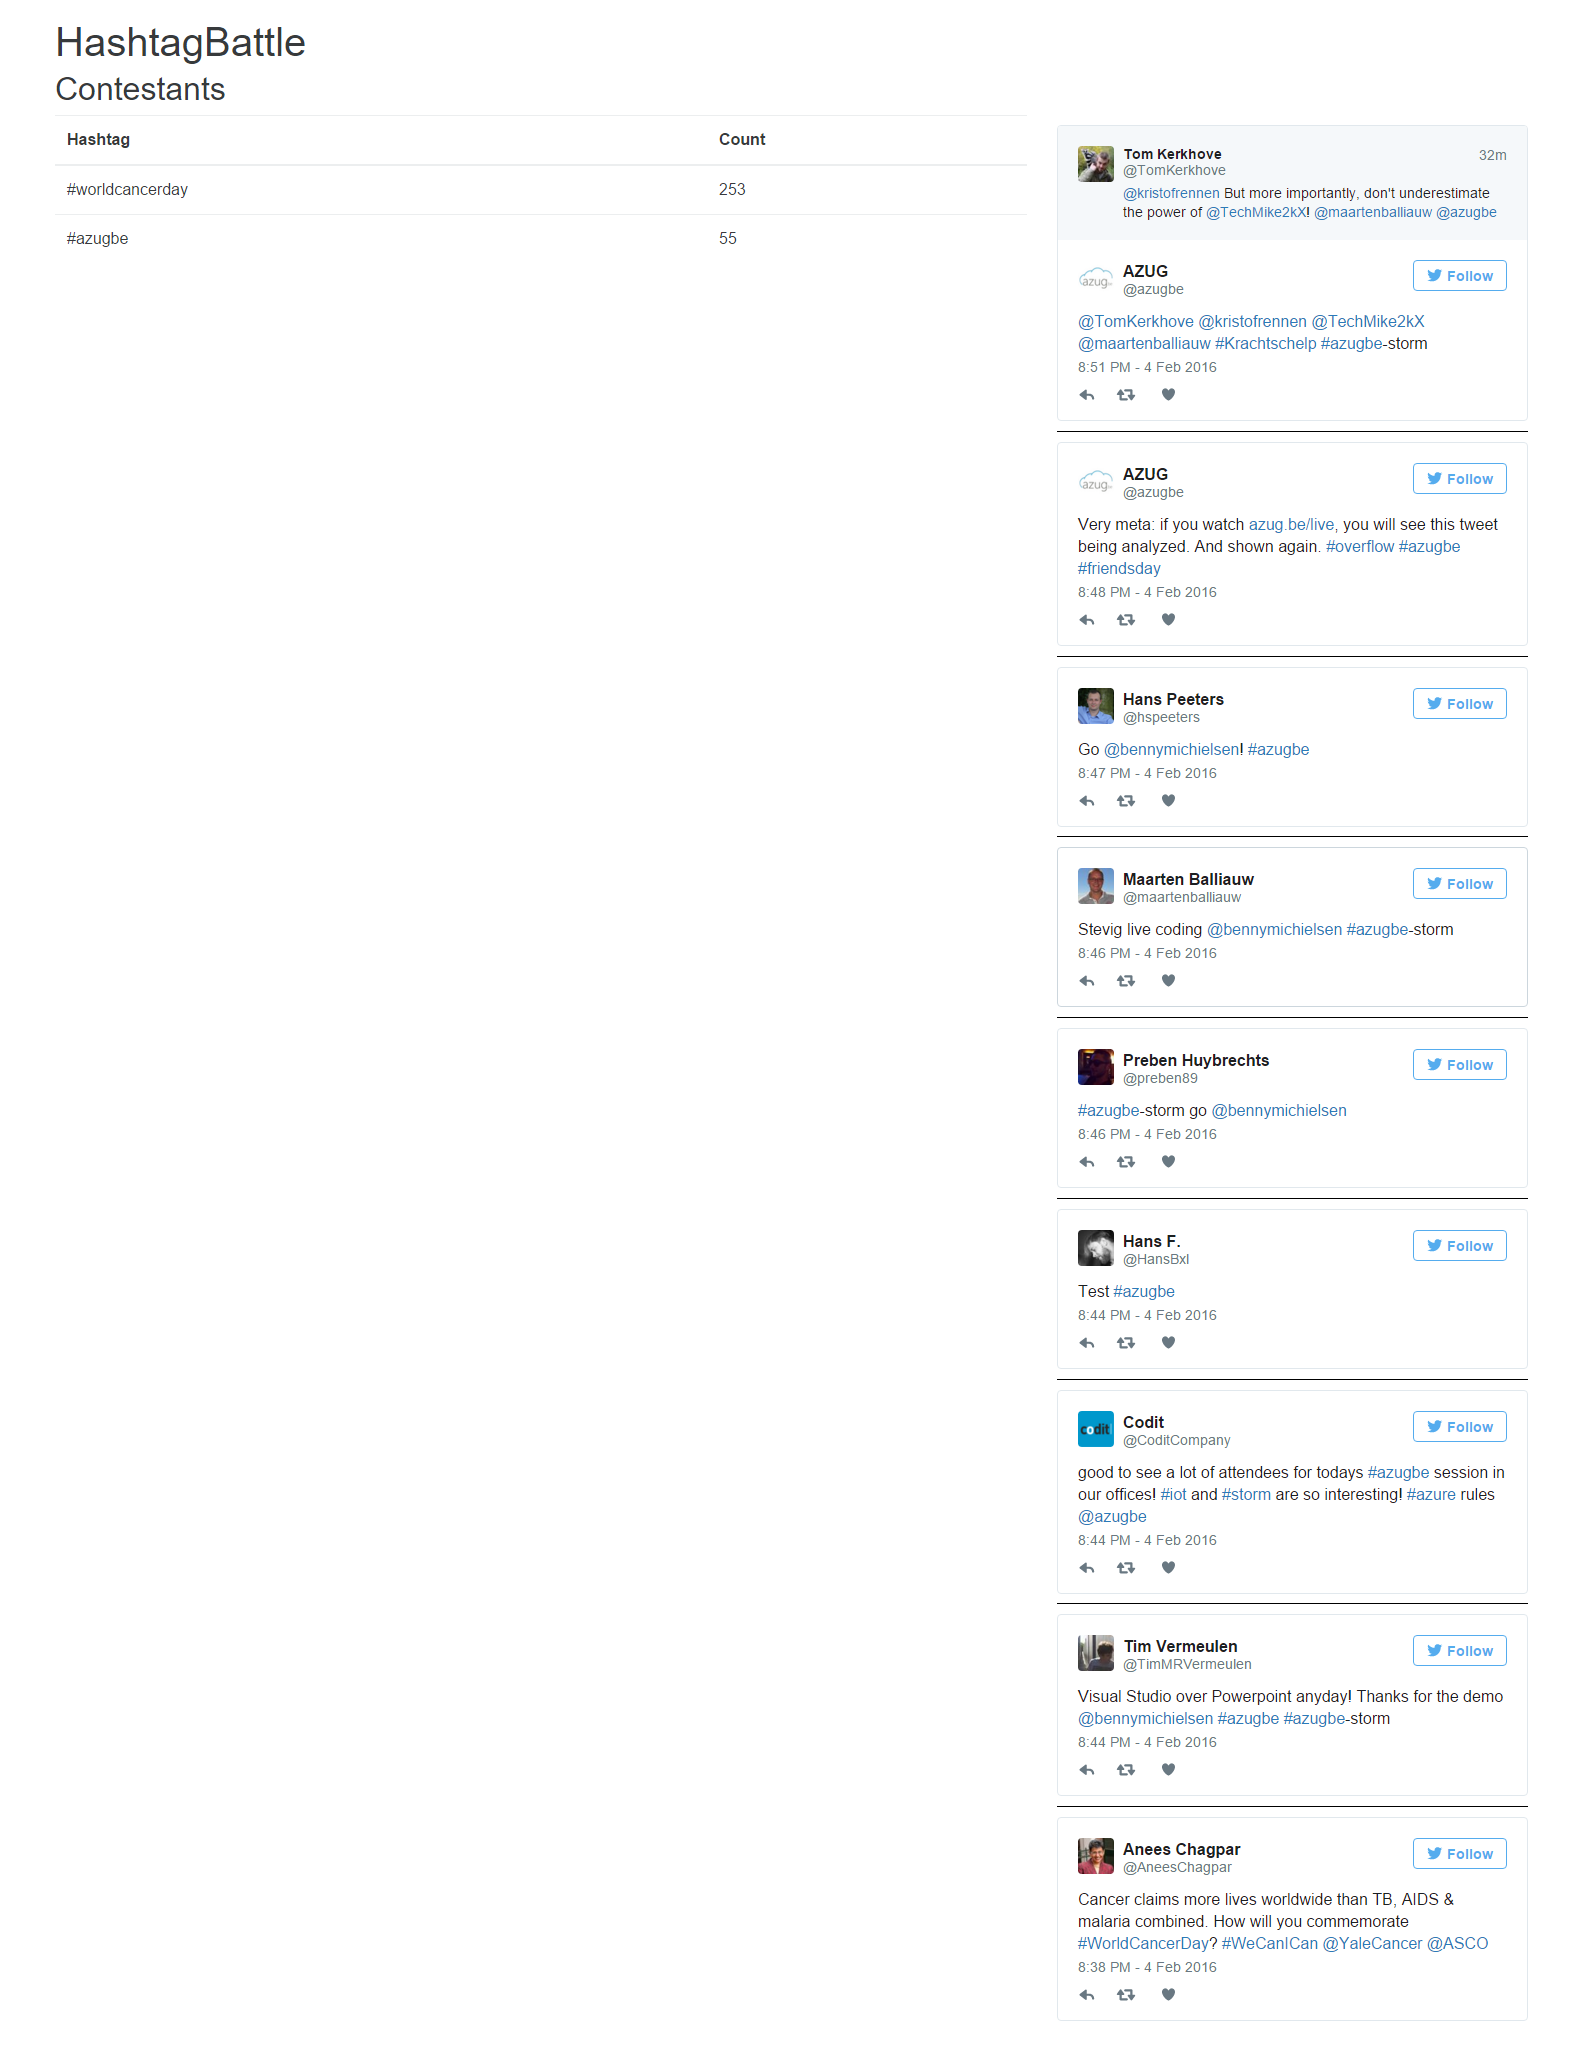 HashtagBattle
Contestants
Hashtag Count
#worldcancerday 253
#azugbe 55
Tom Kerkhove 32m
@TomKerkhove
@kristofrennen But more importantly, don't underestimate
the power of @TechMike2kX! @maartenballiauw @azugbe
azug
AZUG Follow
@azugbe
@TomKerkhove @kristofrennen @TechMike2kX
@maartenballiauw #Krachtschelp #azugbe-storm
8:51 PM - 4 Feb 2016
azug
AZUG Follow
@azugbe
Very meta: if you watch azug.be/live, you will see this tweet
being analyzed. And shown again. #overflow #azugbe
#friendsday
8:48 PM - 4 Feb 2016
Hans Peeters Follow
@hspeeters
Go @bennymichielsen! #azugbe
8:47 PM - 4 Feb 2016
Maarten Balliauw Follow
@maartenballiauw
Stevig live coding @bennymichielsen #azugbe-storm
8:46 PM - 4 Feb 2016
Preben Huybrechts Follow
@preben89
#azugbe-storm go @bennymichielsen
8:46 PM - 4 Feb 2016
Hans F. Follow
@HansBxl
Test #azugbe
8:44 PM - 4 Feb 2016
codit
Codit Follow
@CoditCompany
good to see a lot of attendees for todays #azugbe session in
our offices! #iot and #storm are so interesting! #azure rules
@azugbe
8:44 PM - 4 Feb 2016
Tim Vermeulen Follow
@TimMRVermeulen
Visual Studio over Powerpoint anyday! Thanks for the demo
@bennymichielsen #azugbe #azugbe-storm
8:44 PM - 4 Feb 2016
Anees Chagpar Follow
@AneesChagpar
Cancer claims more lives worldwide than TB, AIDS &
malaria combined. How will you commemorate
#WorldCancerDay? #WeCanICan @YaleCancer @ASCO
8:38 PM - 4 Feb 2016